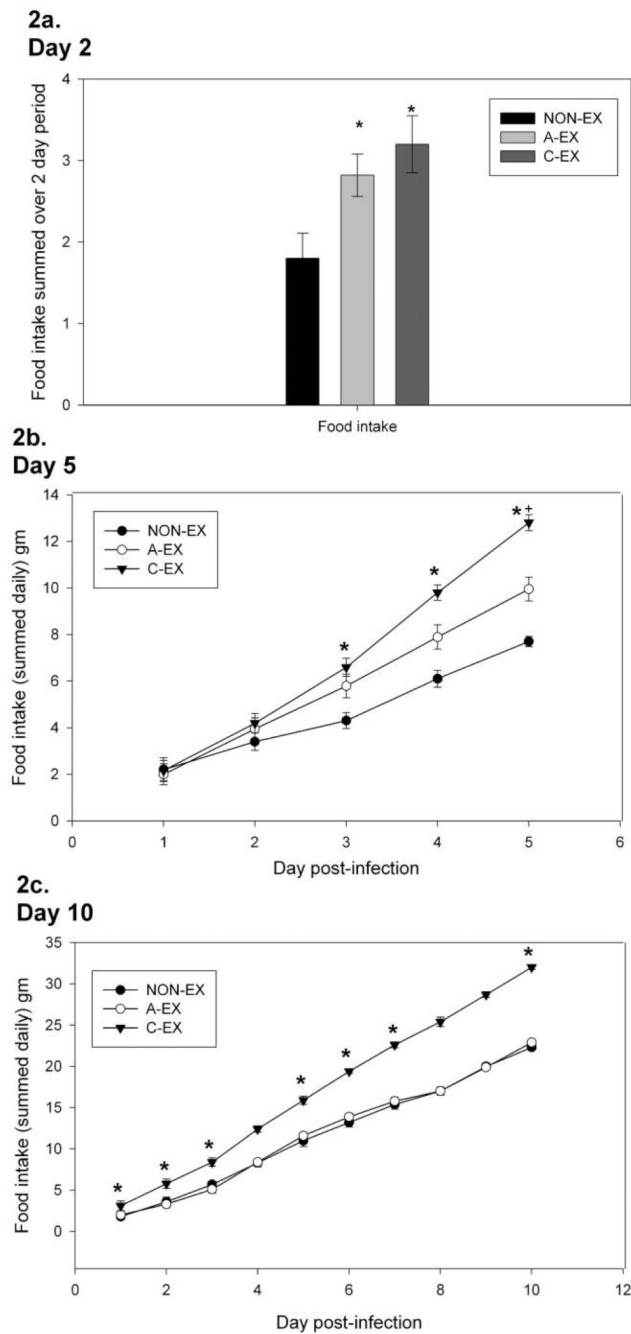 2a.
Day 2
4
3
2
1
0
Food intake summed over 2 day period
* *
NON-EX
A-EX
C-EX
Food intake
2b.
Day 5
14
12
10
8
6
4
2
0
Food intake (summed daily) gm
NON-EX
A-EX
C-EX
* * * +
0 1 2 3 4 5 6
Day post-infection
2c.
Day 10
35
30
25
20
15
10
5
0
Food intake (summed daily) gm
NON-EX
A-EX
C-EX
* * * * * * *
0 2 4 6 8 10 12
Day post-infection